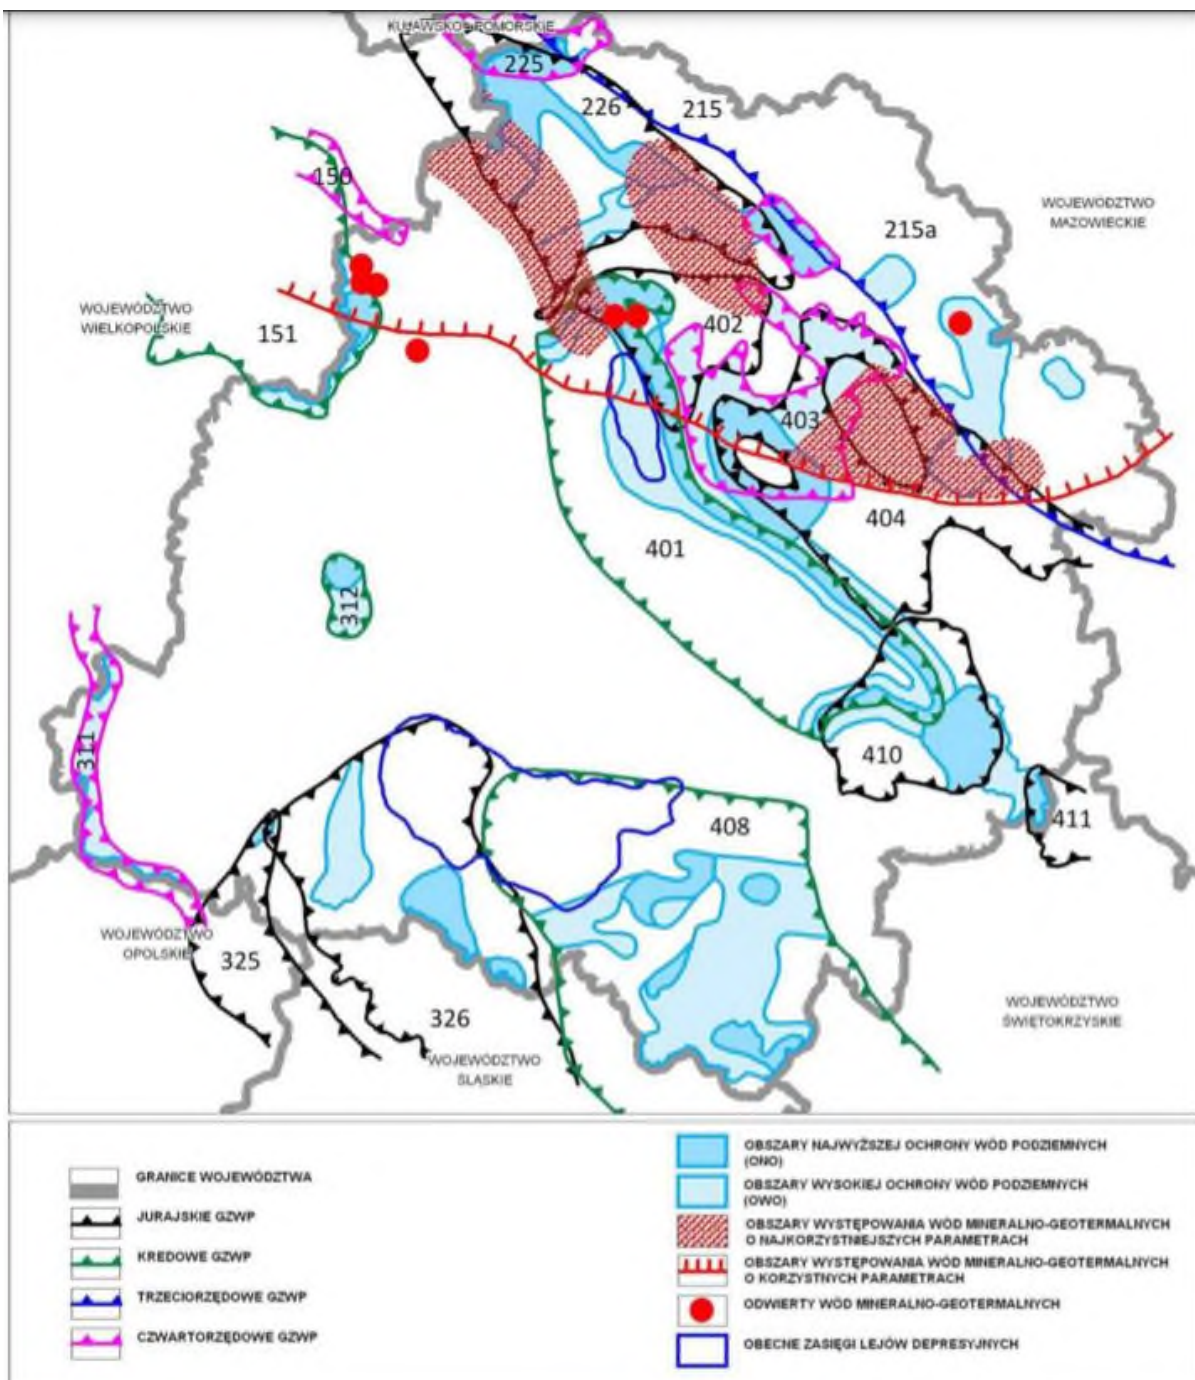 KUJAWSKO-POMORSKIE
225
226
215
150
WOJEWÓDZTWO
MAZOWIECKIE
215a
WOJEWÓDZTWO
WIELKOPOLSKIE
151
402
403
404
401
312
311
410
411
408
WOJEWÓDZTWO
OPOLSKIE
325
326
WOJEWÓDZTWO
ŚLĄSKIE
WOJEWÓDZTWO
ŚWIĘTOKRZYSKIE
GRANICE WOJEWÓDZTWA
JURAJSKIE GZWP
KREDOWE GZWP
TRZECIORZĘDOWE GZWP
CZWARTORZĘDOWE GZWP
OBSZARY NAJWYŻSZEJ OCHRONY WÓD PODZIEMNYCH
(ONO)
OBSZARY WYSOKIEJ OCHRONY WÓD PODZIEMNYCH
(OWO)
OBSZARY WYSTĘPOWANIA WÓD MINERALNO-GEOTERMALNYCH
O NAJKORZYSTNIEJSZYCH PARAMETRACH
OBSZARY WYSTĘPOWANIA WÓD MINERALNO-GEOTERMALNYCH
O KORZYSTNYCH PARAMETRACH
ODWIERTY WÓD MINERALNO-GEOTERMALNYCH
OBECNE ZASIĘGI LEJÓW DEPRESYJNYCH